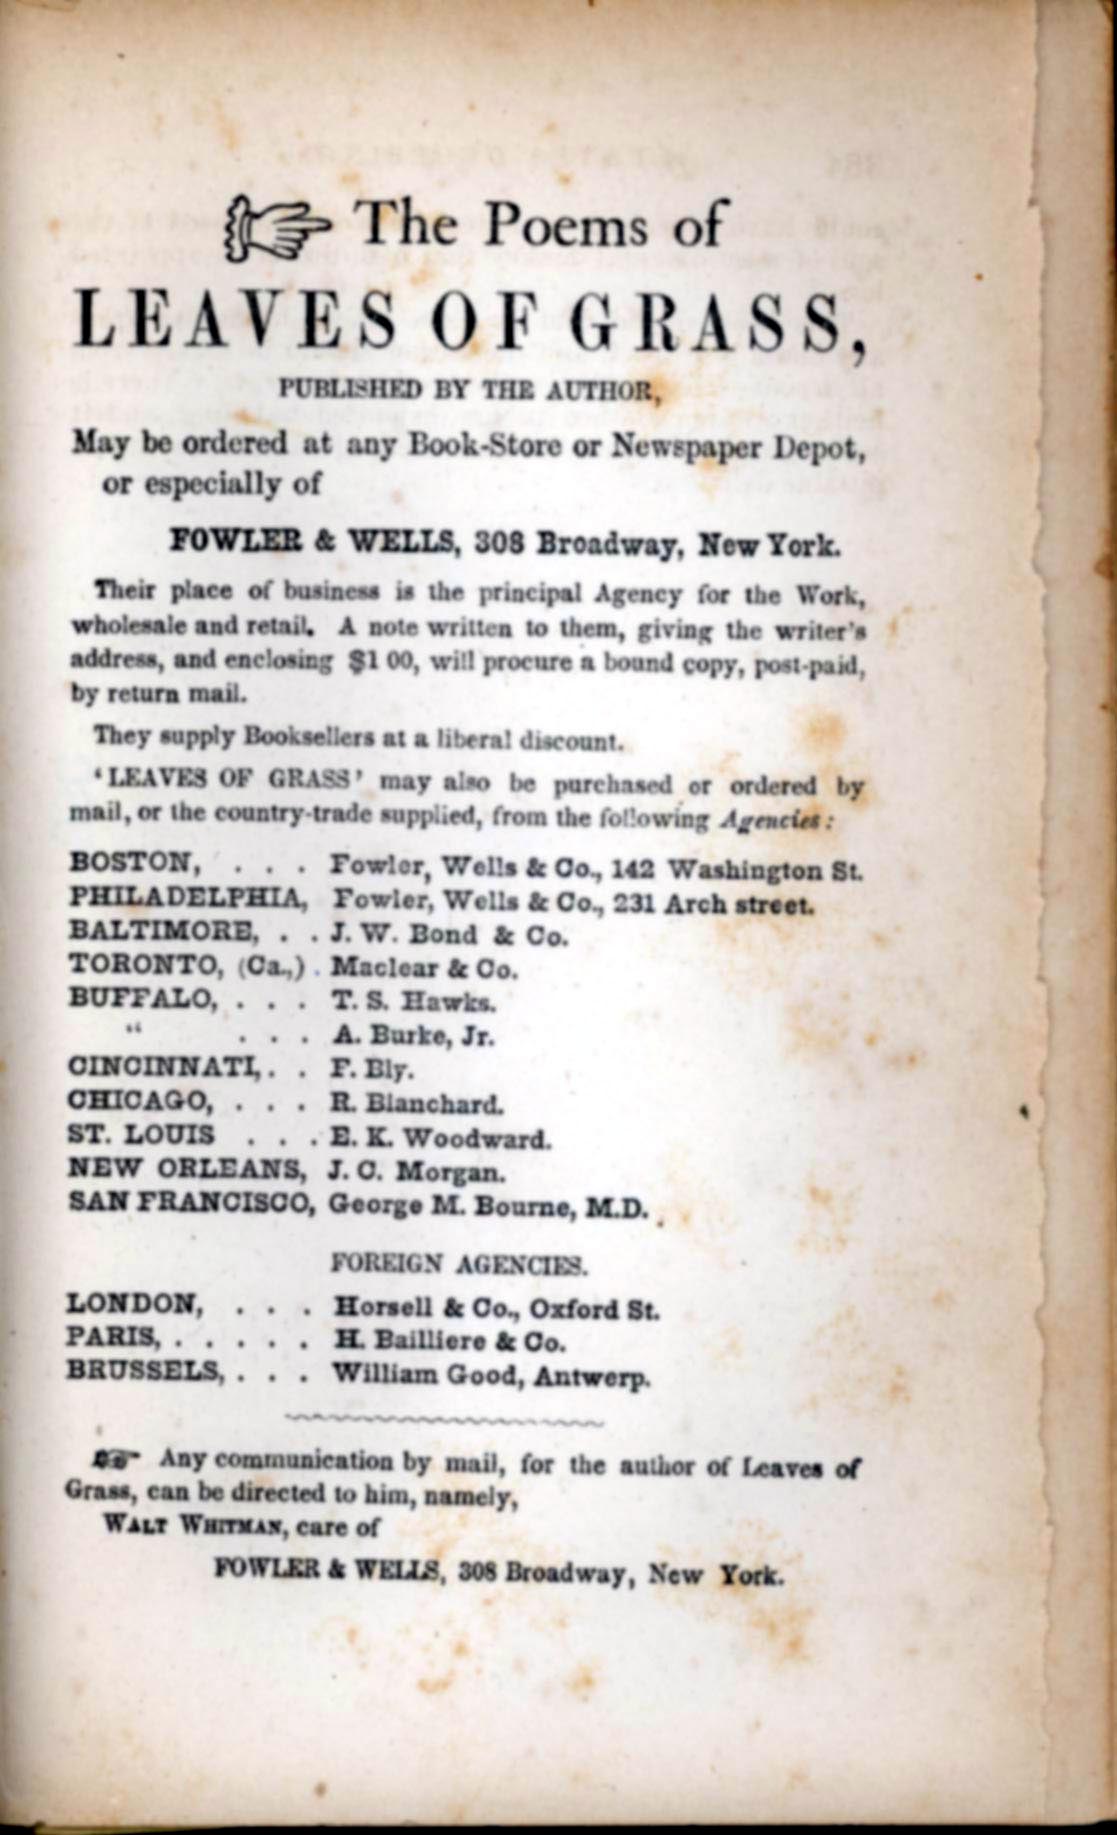 ☞ The Poems of
LEAVES OF GRASS,
PUBLISHED BY THE AUTHOR,
May be ordered at any Book-Store or Newspaper Depot,
or especially of
FOWLER & WELLS, 308 Broadway, New York.
Their place of business is the principal Agency for the Work,
wholesale and retail. A note written to them, giving the writer's
address, and enclosing $1 00, will procure a bound copy, post-paid,
by return mail.
They supply Booksellers at a liberal discount.
'LEAVES OF GRASS' may also be purchased or ordered by
mail, or the country-trade supplied, from the following Agencies:
BOSTON, . . . Fowler, Wells & Co., 142 Washington St.
PHILADELPHIA, Fowler, Wells & Co., 231 Arch street.
BALTIMORE, . . J. W. Bond & Co.
TORONTO, (Ca.,) . Maclear & Co.
BUFFALO, . . . T. S. Hawks.
" . . . A. Burke, Jr.
CINCINNATI, . . F. Bly.
CHICAGO, . . . R. Blanchard.
ST. LOUIS . . . E. K. Woodward.
NEW ORLEANS, J. C. Morgan.
SAN FRANCISCO, George M. Bourne, M.D.
FOREIGN AGENCIES.
LONDON, . . . Horsell & Co., Oxford St.
PARIS, . . . . . H. Bailliere & Co.
BRUSSELS, . . . William Good, Antwerp.
☞ Any communication by mail, for the author of Leaves of
Grass, can be directed to him, namely,
WALT WHITMAN, care of
FOWLER & WELLS, 308 Broadway, New York.